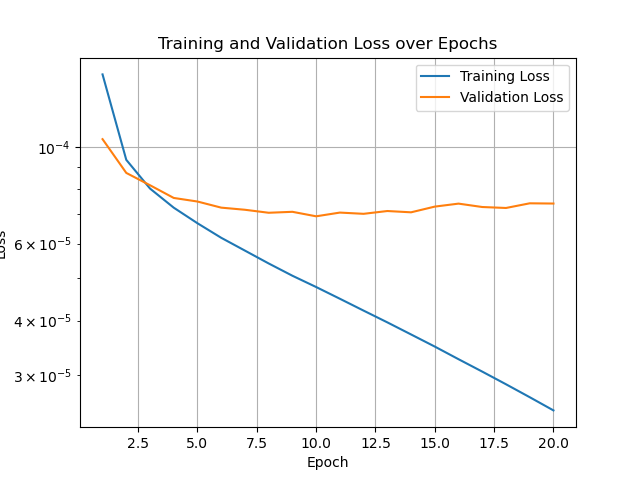 Training and Validation Loss over Epochs
Training Loss
Validation Loss
10⁻⁴
6 × 10⁻⁵
4 × 10⁻⁵
3 × 10⁻⁵
Loss
2.5 5.0 7.5 10.0 12.5 15.0 17.5 20.0
Epoch